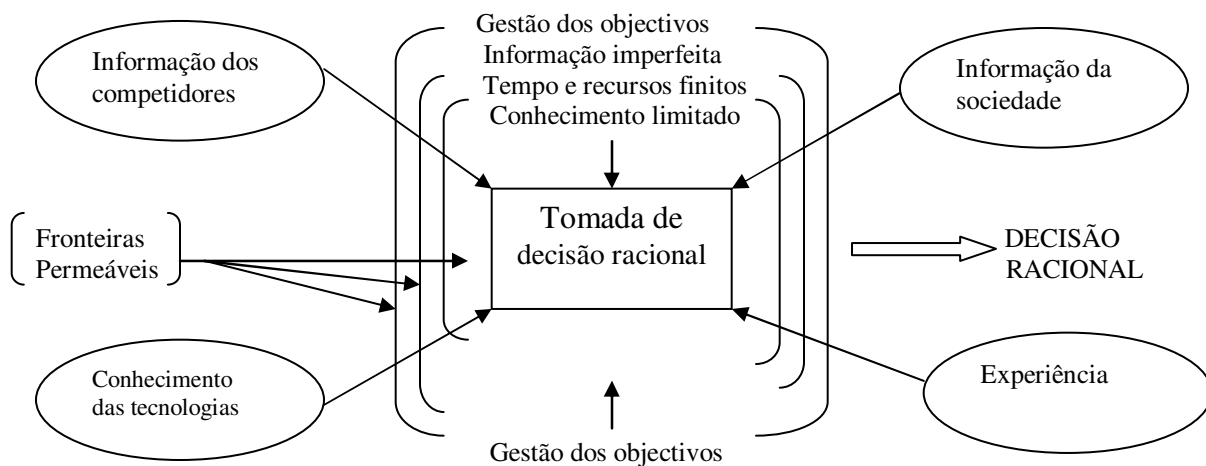 Gestão dos objectivos
Informação imperfeita
Tempo e recursos finitos
Conhecimento limitado
Informação dos
competidores
Informação da
sociedade
Fronteiras
Permeáveis
Tomada de
decisão racional
DECISÃO
RACIONAL
Conhecimento
das tecnologias
Experiência
Gestão dos objectivos